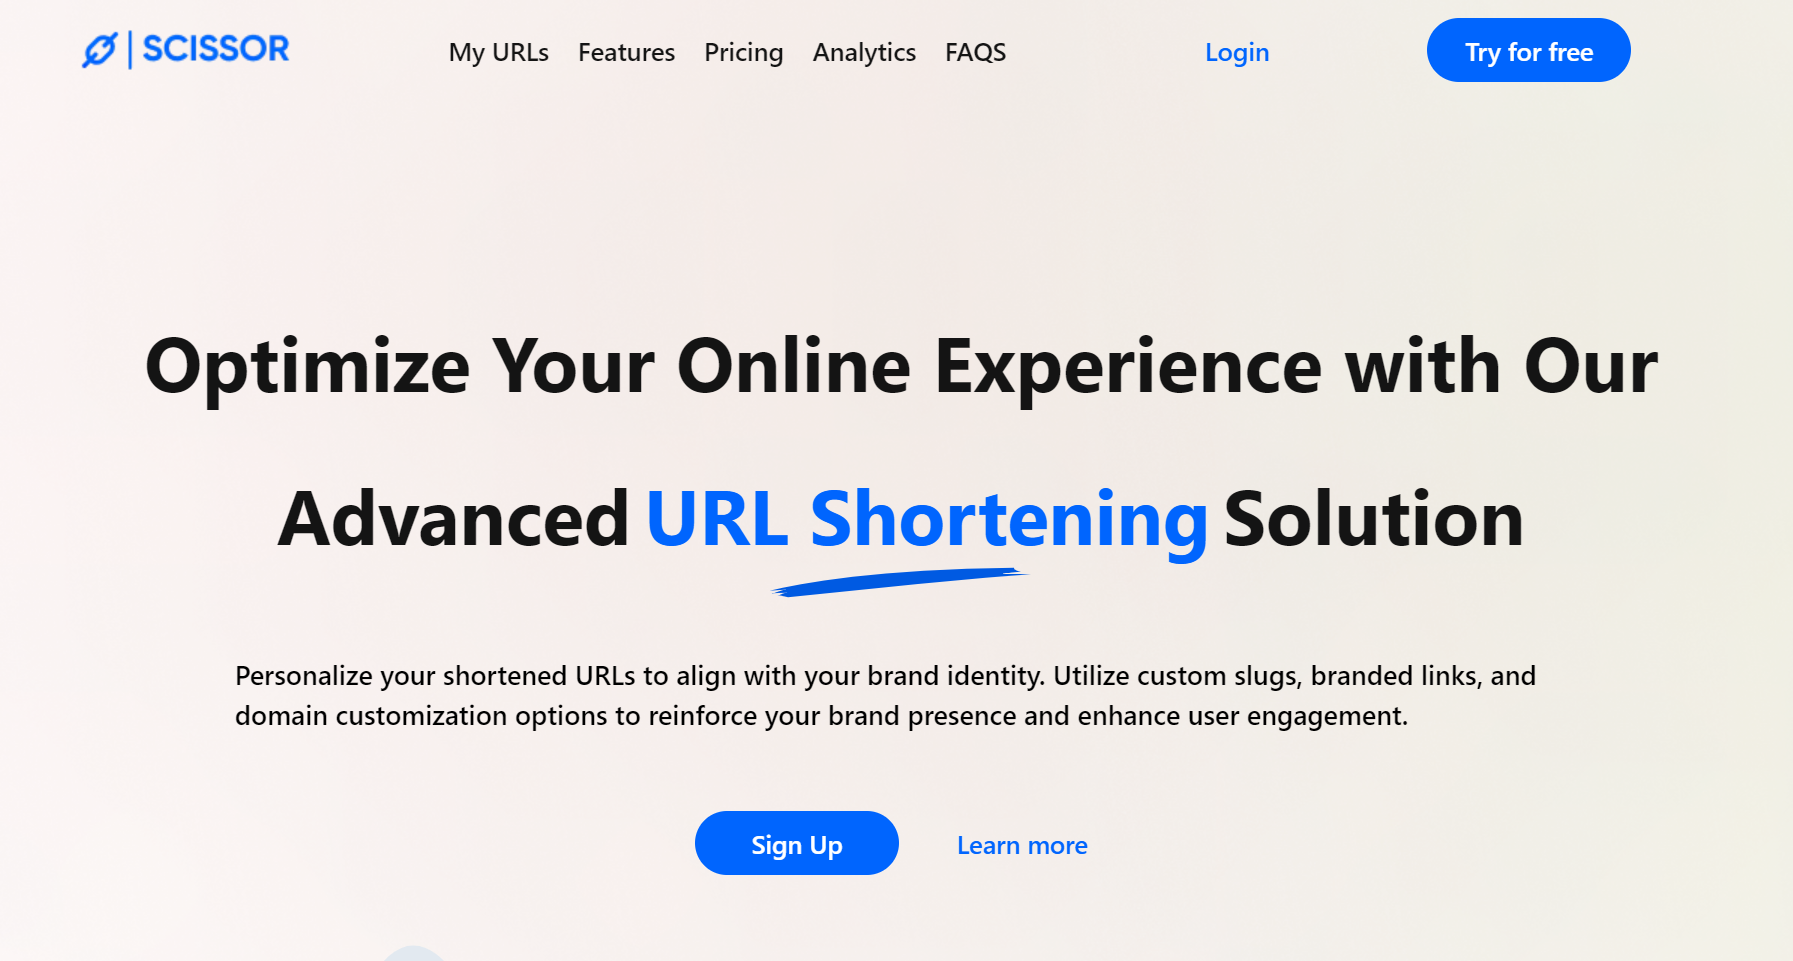 SCISSOR
My URLs Features Pricing Analytics FAQS Login Try for free
Optimize Your Online Experience with Our
Advanced URL Shortening Solution
Personalize your shortened URLs to align with your brand identity. Utilize custom slugs, branded links, and
domain customization options to reinforce your brand presence and enhance user engagement.
Sign Up Learn more